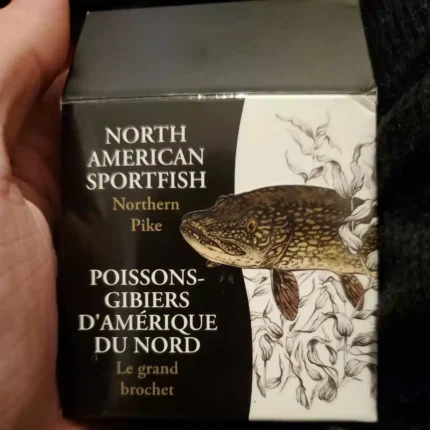 NORTH
AMERICAN
SPORTFISH
Northern
Pike
POISSONS-
GIBIERS
D'AMÉRIQUE
DU NORD
Le grand
brochet